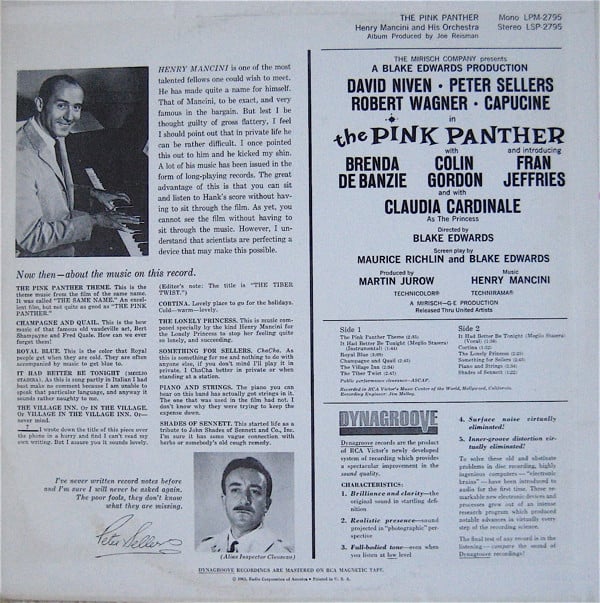 THE PINK PANTHER Mono LPM-2795
Henry Mancini and His Orchestra Stereo LSP-2795
Album Produced by Joe Reisman
HENRY MANCINI is one of the most
talented fellows one could wish to meet.
He has made quite a name for himself.
That of Mancini, to be exact, and very
famous in the bargain. But lest I be
thought guilty of gross flattery, I feel
I should point out that in private life he
can be rather difficult. I once pointed
this out to him and he kicked my shin.
A lot of his music has been issued in the
form of long-playing records. The great
advantage of this is that you can sit
and listen to Hank's score without hav-
ing to sit through the film. As yet, you
cannot see the film without having to
sit through the music. However, I un-
derstand that scientists are perfecting a
device that may make this possible.
Now then—about the music on this record.
THE PINK PANTHER THEME. This is the
theme music from the film of the same name.
It was called "THE SAME NAME." An excel-
lent film, but not quite as good as "THE PINK
PANTHER."
CHAMPAGNE AND QUAIL. This is the bow
music of that famous old vaudeville act, Bert
Shampayne and Fred Quale. How can we ever
forget them!
ROYAL BLUE. This is the color that Royal
people get when they are cold. They are often
accompanied by music to get blue to.
IT HAD BETTER BE TONIGHT (MEGLIO
STASERA). As this is sung partly in Italian I had
best make no comment because I am unable to
speak that particular language, and anyway it
sounds rather naughty to me.
THE VILLAGE INN. Or IN THE VILLAGE.
Or VILLAGE IN THE VILLAGE INN. Or—
never mind.
I wrote down the title of this piece over
the phone in a hurry and find I can't read my
own writing. But I assure you it sounds lovely.
(Editor's note: The title is "THE TIBER
TWIST.")
CORTINA. Lovely place to go for the holidays.
Cold—warm—lovely.
THE LONELY PRINCESS. This is music com-
posed specially by the kind Henry Mancini for
the Lonely Princess to stop her feeling quite
so lonely, and succeeding.
SOMETHING FOR SELLERS. ChaCha. As
this is something for me and nothing to do with
anyone else, if you don't mind I'll play it in
private. I ChaCha better in private or when
standing at a station.
PIANO AND STRINGS. The piano you can
hear on this band has actually got strings in it.
The one that was used in the film had not. I
don't know why they were trying to keep the
expense down.
SHADES OF SENNETT. This started life as a
tribute to John Shades of Sennett and Co., Inc.
I'm sure it has some vague connection with
herbs or somebody's old cough remedy.
I've never written record notes before
and I'm sure I will never be asked again.
The poor fools, they don't know
what they are missing.
Peter Sellers
(Alias Inspector Clouseau)
THE MIRISCH COMPANY presents
A BLAKE EDWARDS PRODUCTION
DAVID NIVEN • PETER SELLERS
ROBERT WAGNER • CAPUCINE
in
the PINK PANTHER
with and introducing
BRENDA COLIN FRAN
DE BANZIE GORDON JEFFRIES
and with
CLAUDIA CARDINALE
As The Princess
Directed by
BLAKE EDWARDS
Screen play by
MAURICE RICHLIN and BLAKE EDWARDS
Produced by Music
MARTIN JUROW HENRY MANCINI
TECHNICOLOR® TECHNIRAMA®
A MIRISCH-G-E PRODUCTION
Released Thru United Artists
Side 1
The Pink Panther Theme
It Had Better Be Tonight (Meglio Stasera)
(Instrumental)
Royal Blue
Champagne and Quail
The Village Inn
The Tiber Twist
Side 2
It Had Better Be Tonight (Meglio Stasera)
(Vocal)
Cortina
The Lonely Princess
Something for Sellers
Piano and Strings
Shades of Sennett
Public performance clearance—ASCAP.
Recorded in RCA Victor's Music Center of the World, Hollywood, California.
Recording Engineer: Jim Malloy.
DYNAGROOVE
Dynagroove records are the product
of RCA Victor's newly developed
system of recording which provides
a spectacular improvement in the
sound quality.
CHARACTERISTICS:
1. Brilliance and clarity—the
original sound in startling defi-
nition
2. Realistic presence—sound
projected in "photographic" per-
spective
3. Full-bodied tone—even when
you listen at low level
4. Surface noise virtually
eliminated!
5. Inner-groove distortion vir-
tually eliminated!
To solve these old and obstinate
problems in disc recording, highly
ingenious computers — "electronic
brains" — have been introduced to
audio for the first time. These re-
markable new electronic devices and
processes grew out of an intense
research program which produced
notable advances in virtually every
step of the recording science.
The final test of any record is in the
listening — compare the sound of
Dynagroove recordings!
DYNAGROOVE RECORDINGS ARE MASTERED ON RCA MAGNETIC TAPE.
© 1963, Radio Corporation of America • Printed in U. S. A.